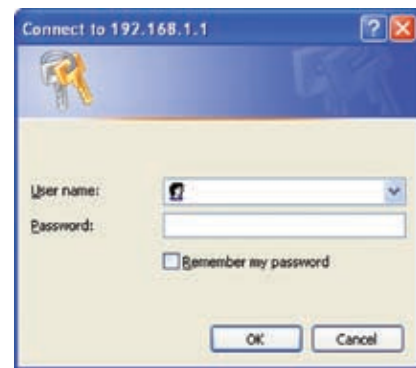 Connect to 192.168.1.1
User name:
Password:
Remember my password
OK
Cancel